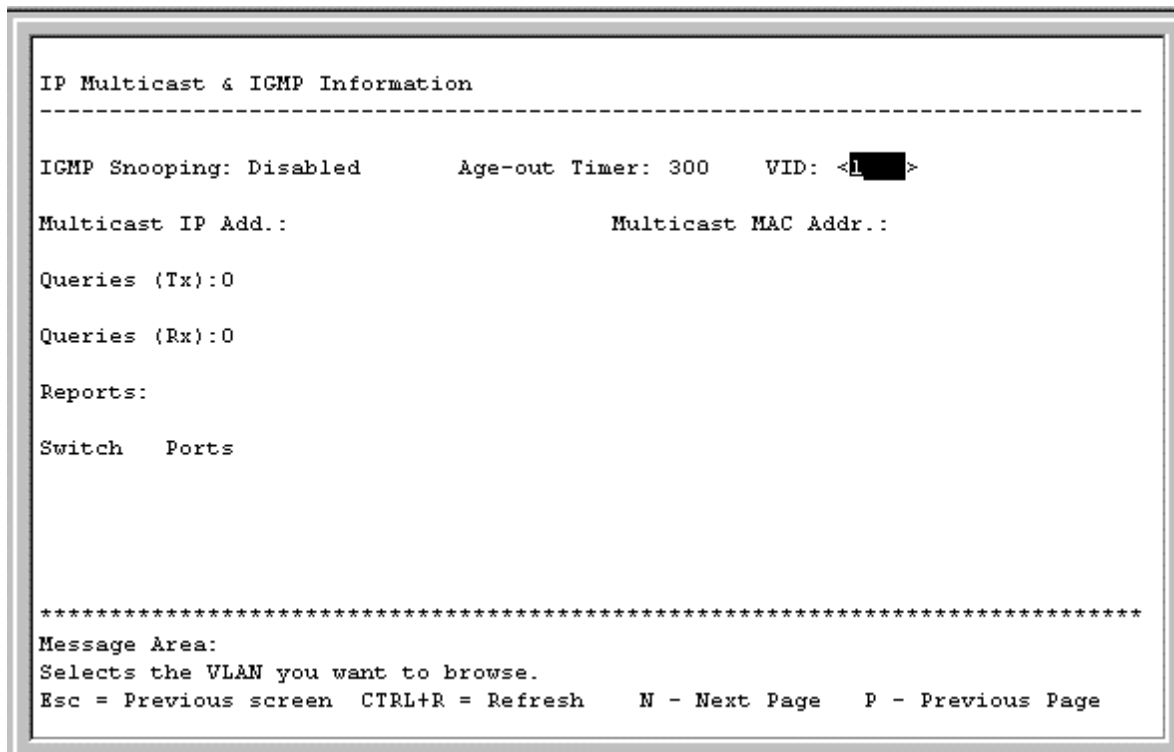 IP Multicast & IGMP Information
-------------------------------------------------------------------------------
IGMP Snooping: Disabled       Age-out Timer: 300    VID: <1    >
Multicast IP Add.:                       Multicast MAC Addr.:
Queries (Tx):0
Queries (Rx):0
Reports:
Switch   Ports
*******************************************************************************
Message Area:
Selects the VLAN you want to browse.
Esc = Previous screen  CTRL+R = Refresh    N - Next Page   P - Previous Page